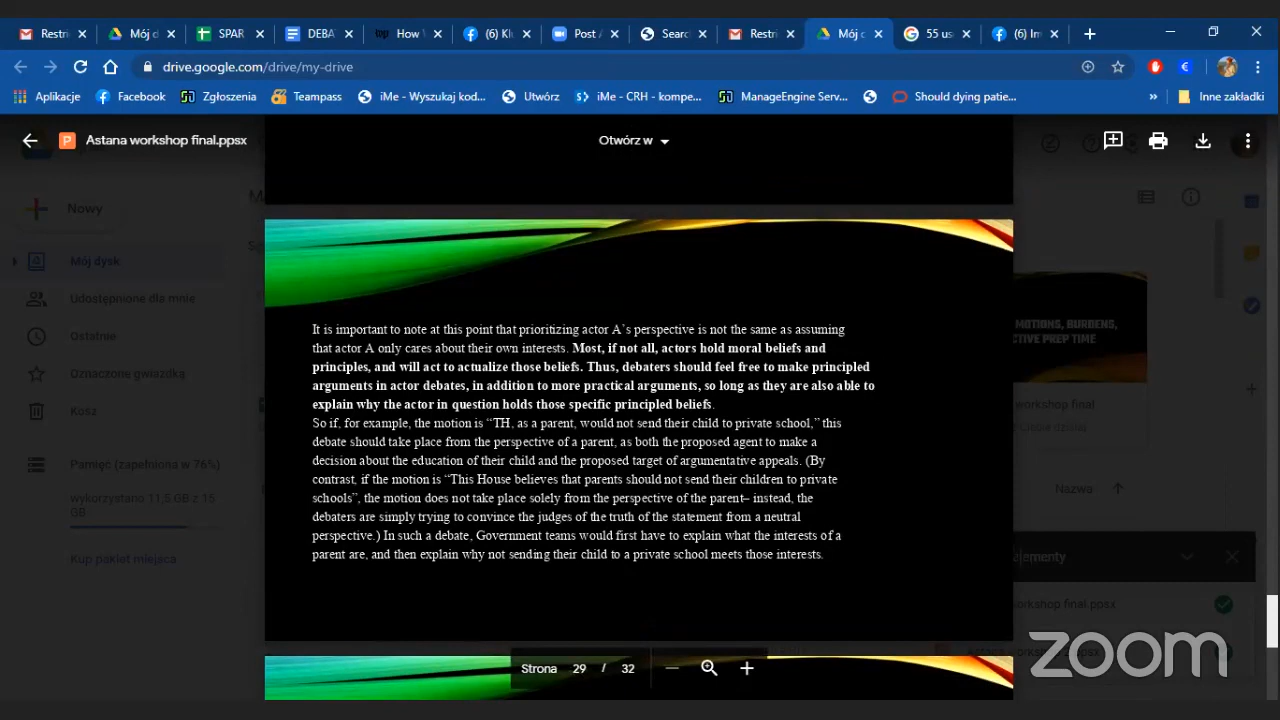 Restri
Mój d
SPAR
DEBA
top How
(6) Kl
Post
Searc
Restri
Mój c
55 us
(6) Im
drive.google.com/drive/my-drive
Aplikacje
Facebook
Zgłoszenia
Teampass
iMe - Wyszukaj kod...
Utwórz
iMe - CRH - kompe...
ManageEngine Serv...
Should dying patie...
»
Inne zakładki
Astana workshop final.ppsx
Otwórz w
Nowy
Mój dysk
Udostępnione dla mnie
Ostatnie
Oznaczone gwiazdką
Kosz
Pamięć (zapełniona w 76%)
wykorzystano 11,5 GB z 15
GB
Kup pakiet miejsca
It is important to note at this point that prioritizing actor A's perspective is not the same as assuming
that actor A only cares about their own interests. Most, if not all, actors hold moral beliefs and
principles, and will act to actualize those beliefs. Thus, debaters should feel free to make principled
arguments in actor debates, in addition to more practical arguments, so long as they are also able to
explain why the actor in question holds those specific principled beliefs.
So if, for example, the motion is “TH, as a parent, would not send their child to private school,” this
debate should take place from the perspective of a parent, as both the proposed agent to make a
decision about the education of their child and the proposed target of argumentative appeals. (By
contrast, if the motion is “This House believes that parents should not send their children to private
schools”, the motion does not take place solely from the perspective of the parent– instead, the
debaters are simply trying to convince the judges of the truth of the statement from a neutral
perspective.) In such a debate, Government teams would first have to explain what the interests of a
parent are, and then explain why not sending their child to a private school meets those interests.
MOTIONS, BURDENS,
CTIVE PREP TIME
orkshop final
Nazwa
ementy
orkshop final.ppsx
Strona 29 / 32
zoom